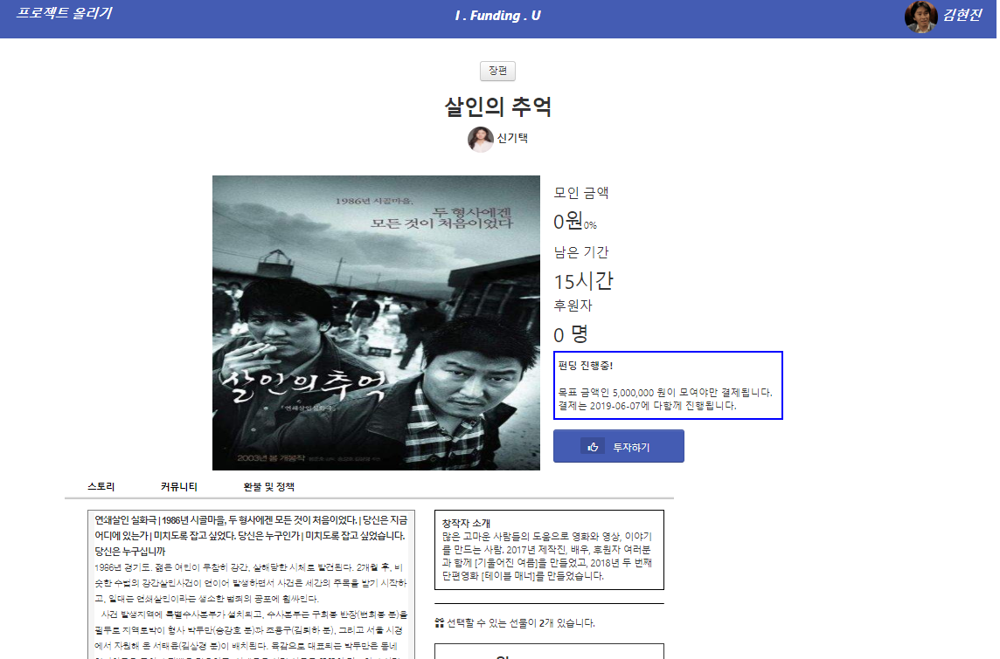 프로젝트 올리기
I . Funding . U
김현진
장편
살인의 추억
신기택
1986년 시골마을,
두 형사에겐
모든 것이 처음이었다
살인의 추억
『연쇄살인실화극』
2003년 봄 개봉작
모인 금액
0원0%
남은 기간
15시간
후원자
0 명
펀딩 진행중!
목표 금액인 5,000,000 원이 모여야만 결제됩니다.
결제는 2019-06-07에 다함께 진행됩니다.
투자하기
스토리
커뮤니티
환불 및 정책
연쇄살인 실화극 | 1986년 시골마을, 두 형사에겐 모든 것이 처음이었다. | 당신은 지금
어디에 있는가 | 미치도록 잡고 싶었다. 당신은 누구인가 | 미치도록 잡고 싶었습니다.
당신은 누구십니까
1986년 경기도. 젊은 여인이 무참히 강간, 살해당한 시체로 발견된다. 2개월 후, 비
슷한 수법의 강간살인사건이 연이어 발생하면서 사건은 세간의 주목을 받기 시작하
고, 일대는 연쇄살인이라는 생소한 범죄의 공포에 휩싸인다.
사건 발생지역에 특별수사본부가 설치되고, 수사본부는 구희봉 반장(변희봉 분)을
필두로 지역토박이 형사 박두만(송강호 분)과 조용구(김뢰하 분), 그리고 서울 시경
에서 자원해 온 서태윤(김상경 분)이 배치된다. 육감으로 대표되는 박두만은 동네
창작자 소개
많은 고마운 사람들의 도움으로 영화와 영상, 이야기
를 만드는 사람. 2017년 제작진, 배우, 후원자 여러분
과 함께 [기울어진 여름]을 만들었고, 2018년 두 번째
단편영화 [테이블 매너]를 만들었습니다.
선택할 수 있는 선물이 2개 있습니다.